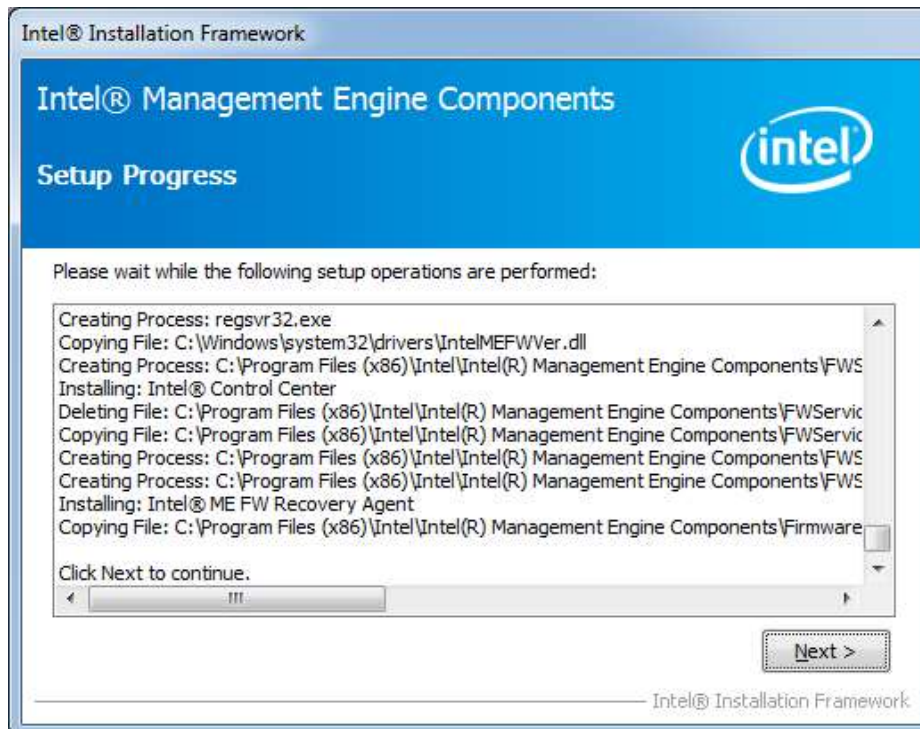 Intel® Installation Framework
Intel® Management Engine Components
intel
Setup Progress
Please wait while the following setup operations are performed:
Creating Process: regsvr32.exe
Copying File: C:\Windows\system32\drivers\IntelMEFWVer.dll
Creating Process: C:\Program Files (x86)\Intel\Intel(R) Management Engine Components\FWS
Installing: Intel® Control Center
Deleting File: C:\Program Files (x86)\Intel\Intel(R) Management Engine Components\FWServic
Copying File: C:\Program Files (x86)\Intel\Intel(R) Management Engine Components\FWServic
Creating Process: C:\Program Files (x86)\Intel\Intel(R) Management Engine Components\FWS
Creating Process: C:\Program Files (x86)\Intel\Intel(R) Management Engine Components\FWS
Installing: Intel® ME FW Recovery Agent
Copying File: C:\Program Files (x86)\Intel\Intel(R) Management Engine Components\Firmware
Click Next to continue.
Next >
Intel® Installation Framework